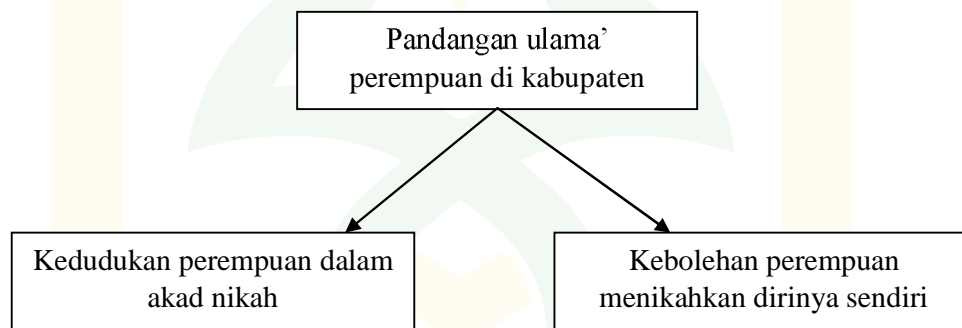 Pandangan ulama’
perempuan di kabupaten
Kedudukan perempuan dalam
akad nikah
Kebolehan perempuan
menikahkan dirinya sendiri